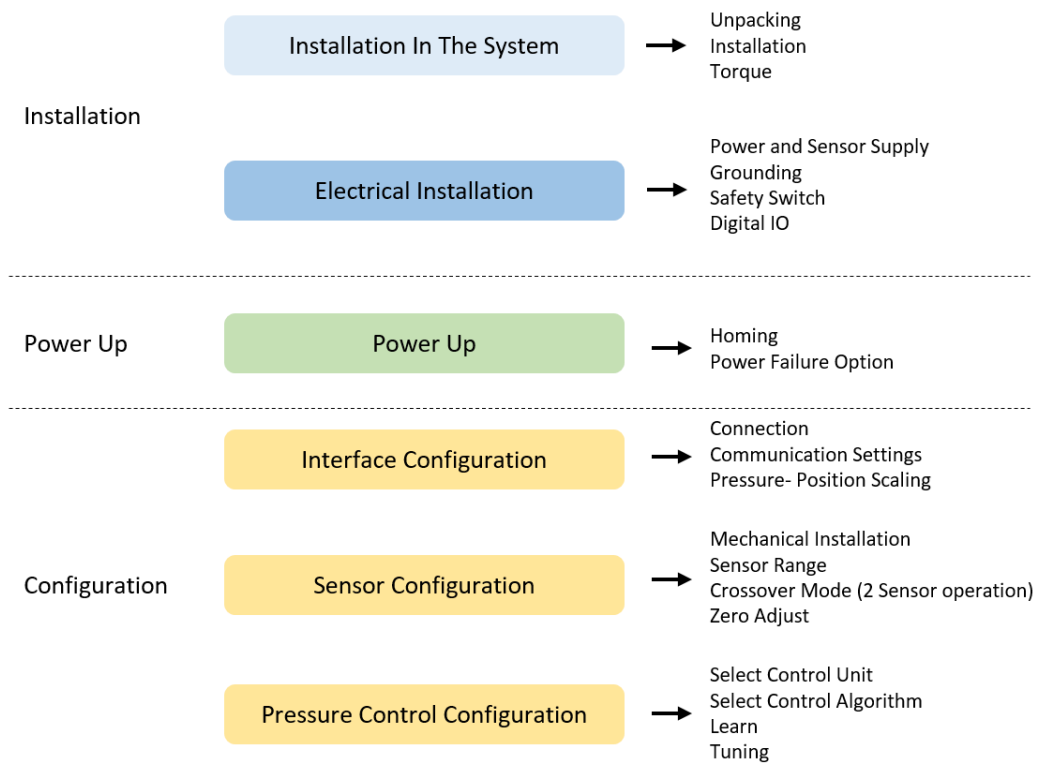 Installation
Installation In The System
Unpacking
Installation
Torque
Electrical Installation
Power and Sensor Supply
Grounding
Safety Switch
Digital IO
Power Up
Power Up
Homing
Power Failure Option
Configuration
Interface Configuration
Connection
Communication Settings
Pressure- Position Scaling
Sensor Configuration
Mechanical Installation
Sensor Range
Crossover Mode (2 Sensor operation)
Zero Adjust
Pressure Control Configuration
Select Control Unit
Select Control Algorithm
Learn
Tuning